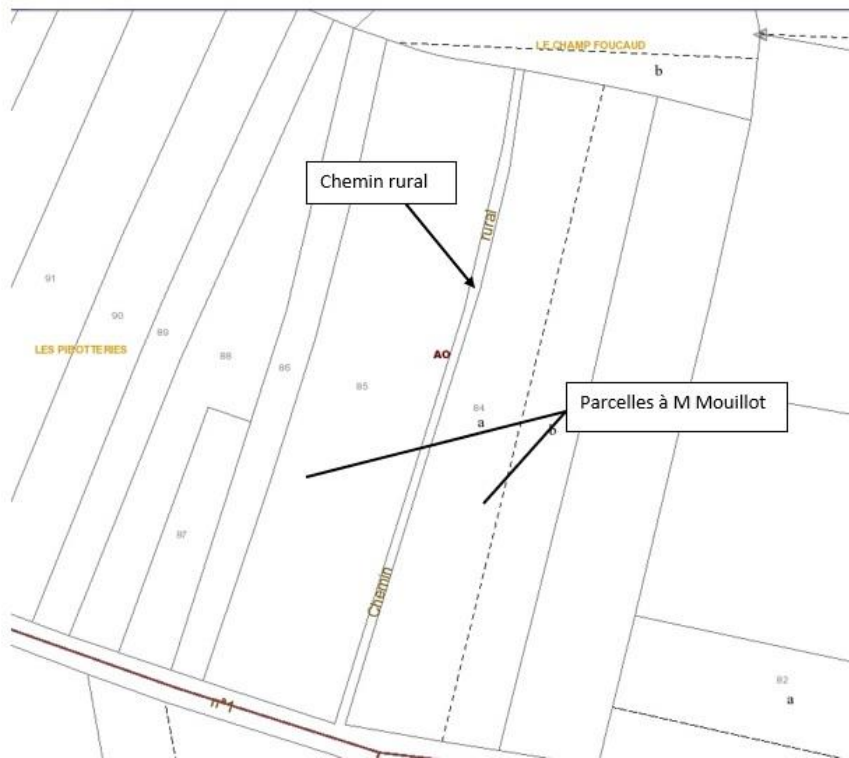 LE CHAMP FOUCAUD
b
Chemin rural
rural
91
90
LES PIBOTTERIES
89
88
86
85
AO
84
a
b
Parcelles à M Mouillot
87
Chemin
n°1
82
a